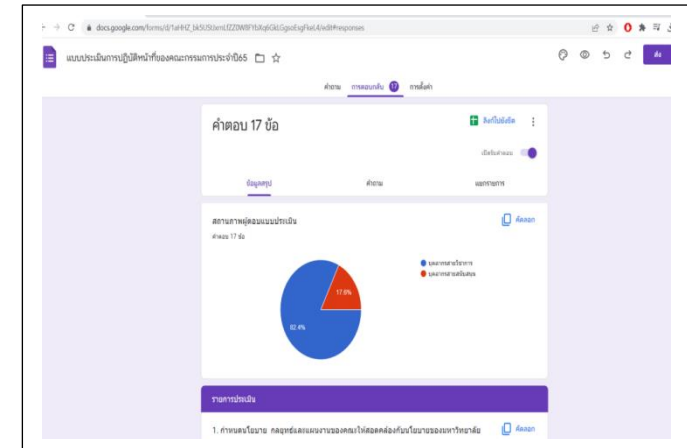 docs.google.com/forms/d/
แบบประเมินการปฏิบัติหน้าที่ของคณะกรรมการประจำปี65
ส่ง
คำถาม การตอบกลับ 17 การตั้งค่า
คำตอบ 17 ข้อ
ลิงก์ไปยังชีต
เปิดรับคำตอบ
ข้อมูลสรุป คำถาม แยกรายการ
สถานภาพผู้ตอบแบบประเมิน
คัดลอก
คำตอบ 17 ข้อ
บุคลากรสายวิชาการ
บุคลากรสายสนับสนุน
17.6%
82.4%
รายการประเมิน
1. กำหนดนโยบาย กลยุทธ์และแผนงานของคณะให้สอดคล้องกับนโยบายของมหาวิทยาลัย
คัดลอก